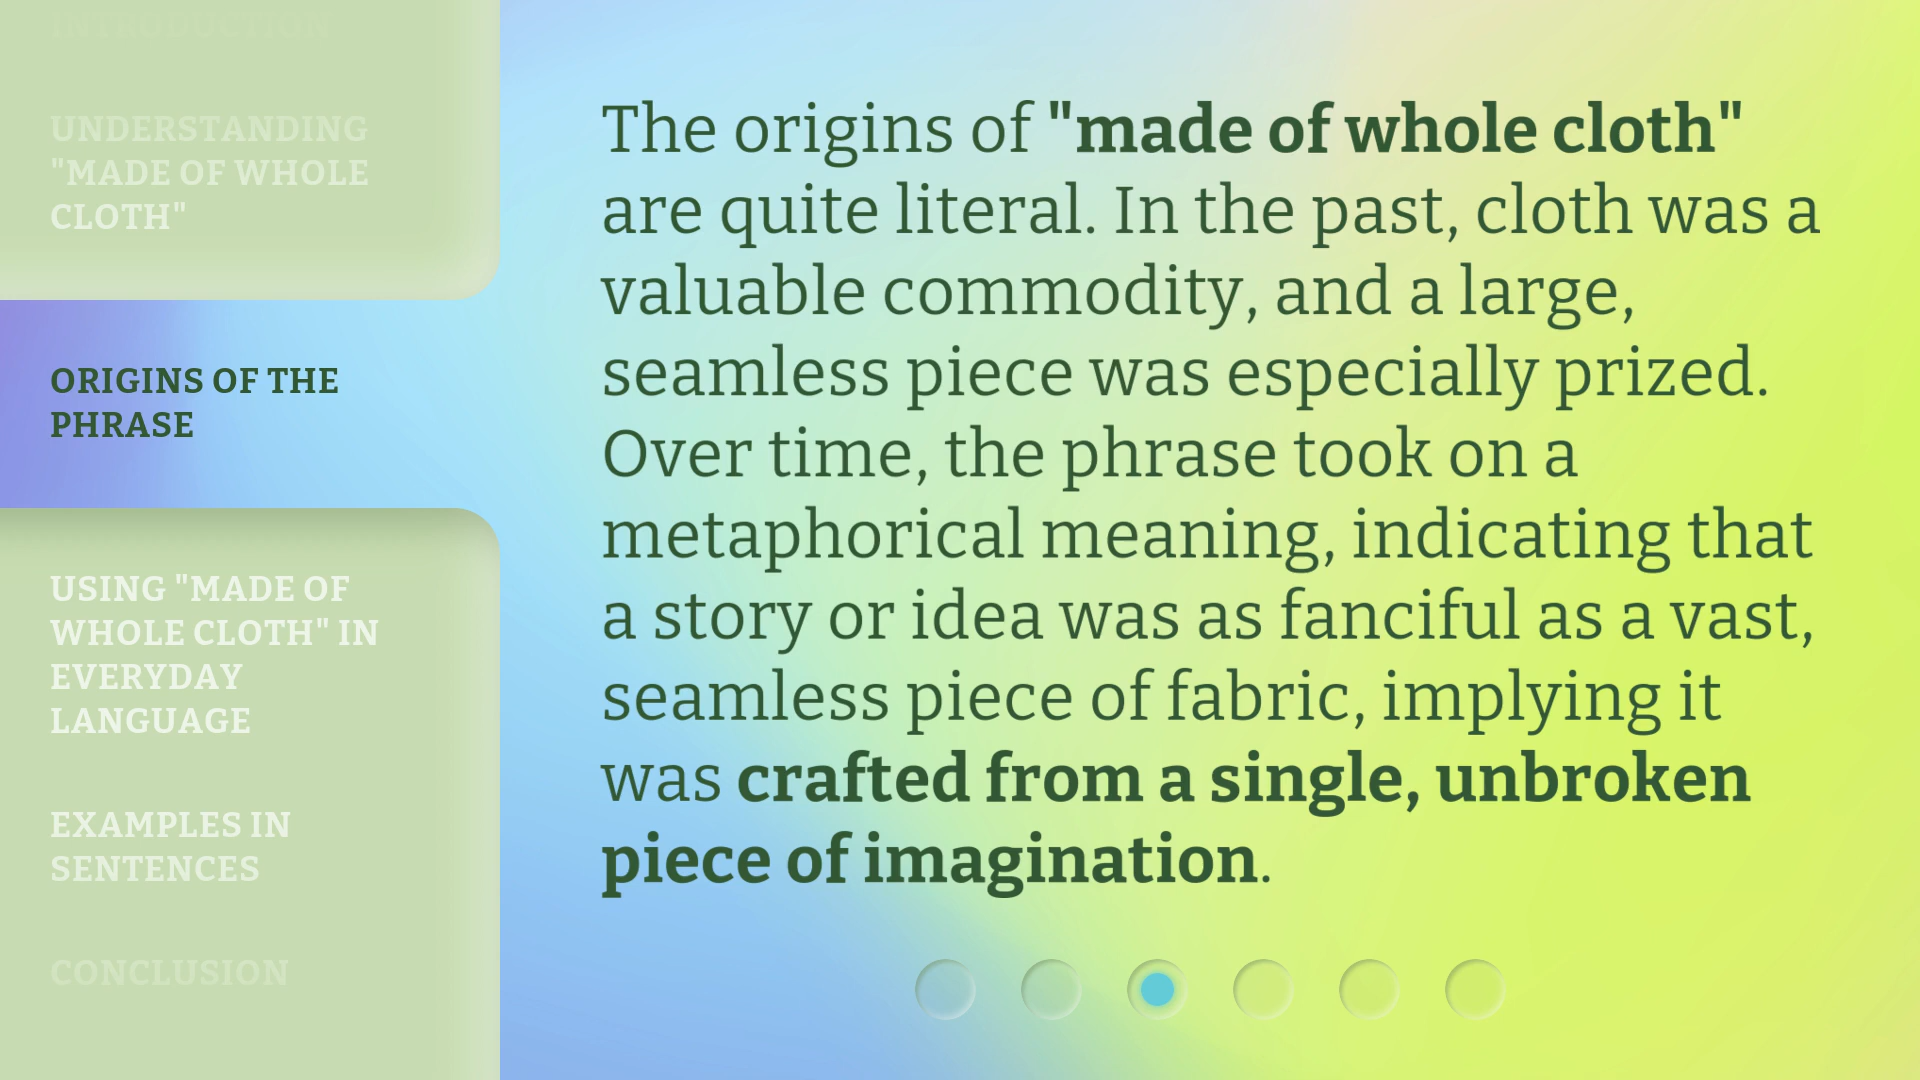 INTRODUCTION
UNDERSTANDING
"MADE OF WHOLE
CLOTH"
ORIGINS OF THE
PHRASE
USING "MADE OF
WHOLE CLOTH" IN
EVERYDAY
LANGUAGE
EXAMPLES IN
SENTENCES
CONCLUSION
The origins of "made of whole cloth"
are quite literal. In the past, cloth was a
valuable commodity, and a large,
seamless piece was especially prized.
Over time, the phrase took on a
metaphorical meaning, indicating that
a story or idea was as fanciful as a vast,
seamless piece of fabric, implying it
was crafted from a single, unbroken
piece of imagination.